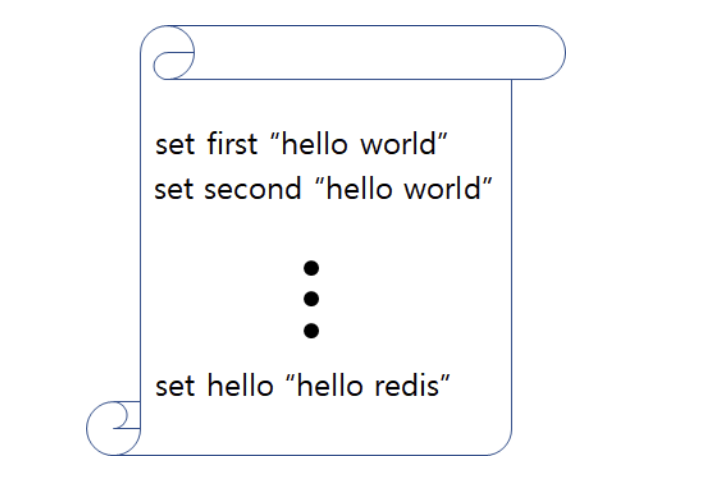 set first “hello world”
set second “hello world”
set hello “hello redis”